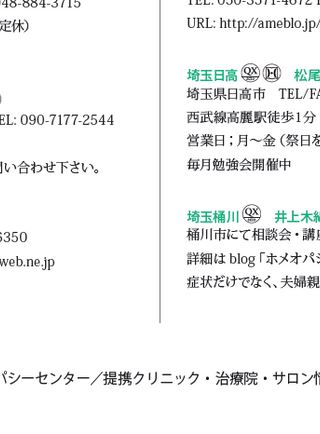 048-884-3715
定休）
）
EL: 090-7177-2544
問い合わせ下さい。
6350
web.ne.jp
TEL: 050-3571-4672
URL: http://ameblo.jp/
埼玉日高 QX H 松尾
埼玉県日高市 TEL/FA
西武線高麗駅徒歩1分
営業日；月～金（祭日を
毎月勉強会開催中
埼玉桶川 QX 井上木綿
桶川市にて相談会・講座
詳細は blog「ホメオパシ
症状だけでなく、夫婦親
パシーセンター／提携クリニック・治療院・サロン情